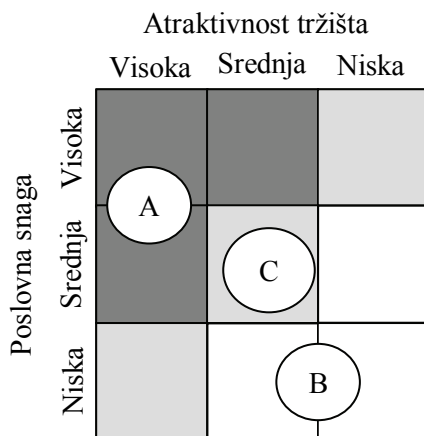 Atraktivnost tržišta
Visoka Srednja Niska
Poslovna snaga
Visoka
Srednja
Niska
A
C
B